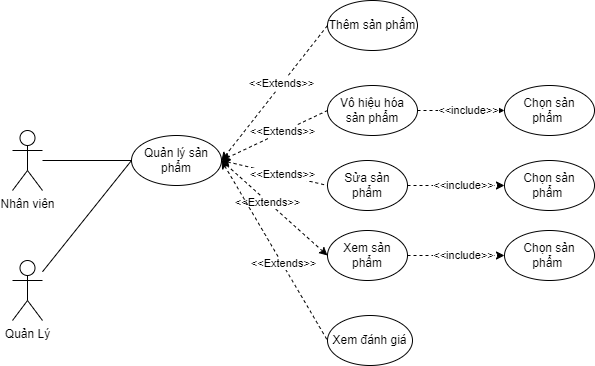 Thêm sản phẩm
<<Extends>>
Vô hiệu hóa
sản phẩm
<<include>>
Chọn sản
phẩm
<<Extends>>
Quản lý sản
phẩm
Nhân viên
<<Extends>>
Sửa sản
phẩm
<<include>>
Chọn sản
phẩm
<<Extends>>
Xem sản
phẩm
<<include>>
Chọn sản
phẩm
<<Extends>>
Quản Lý
Xem đánh giá